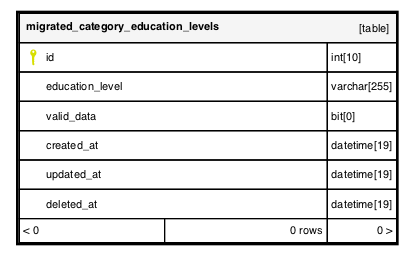 migrated_category_education_levels [table]
id int[10]
education_level varchar[255]
valid_data bit[0]
created_at datetime[19]
updated_at datetime[19]
deleted_at datetime[19]
< 0 0 rows 0 >